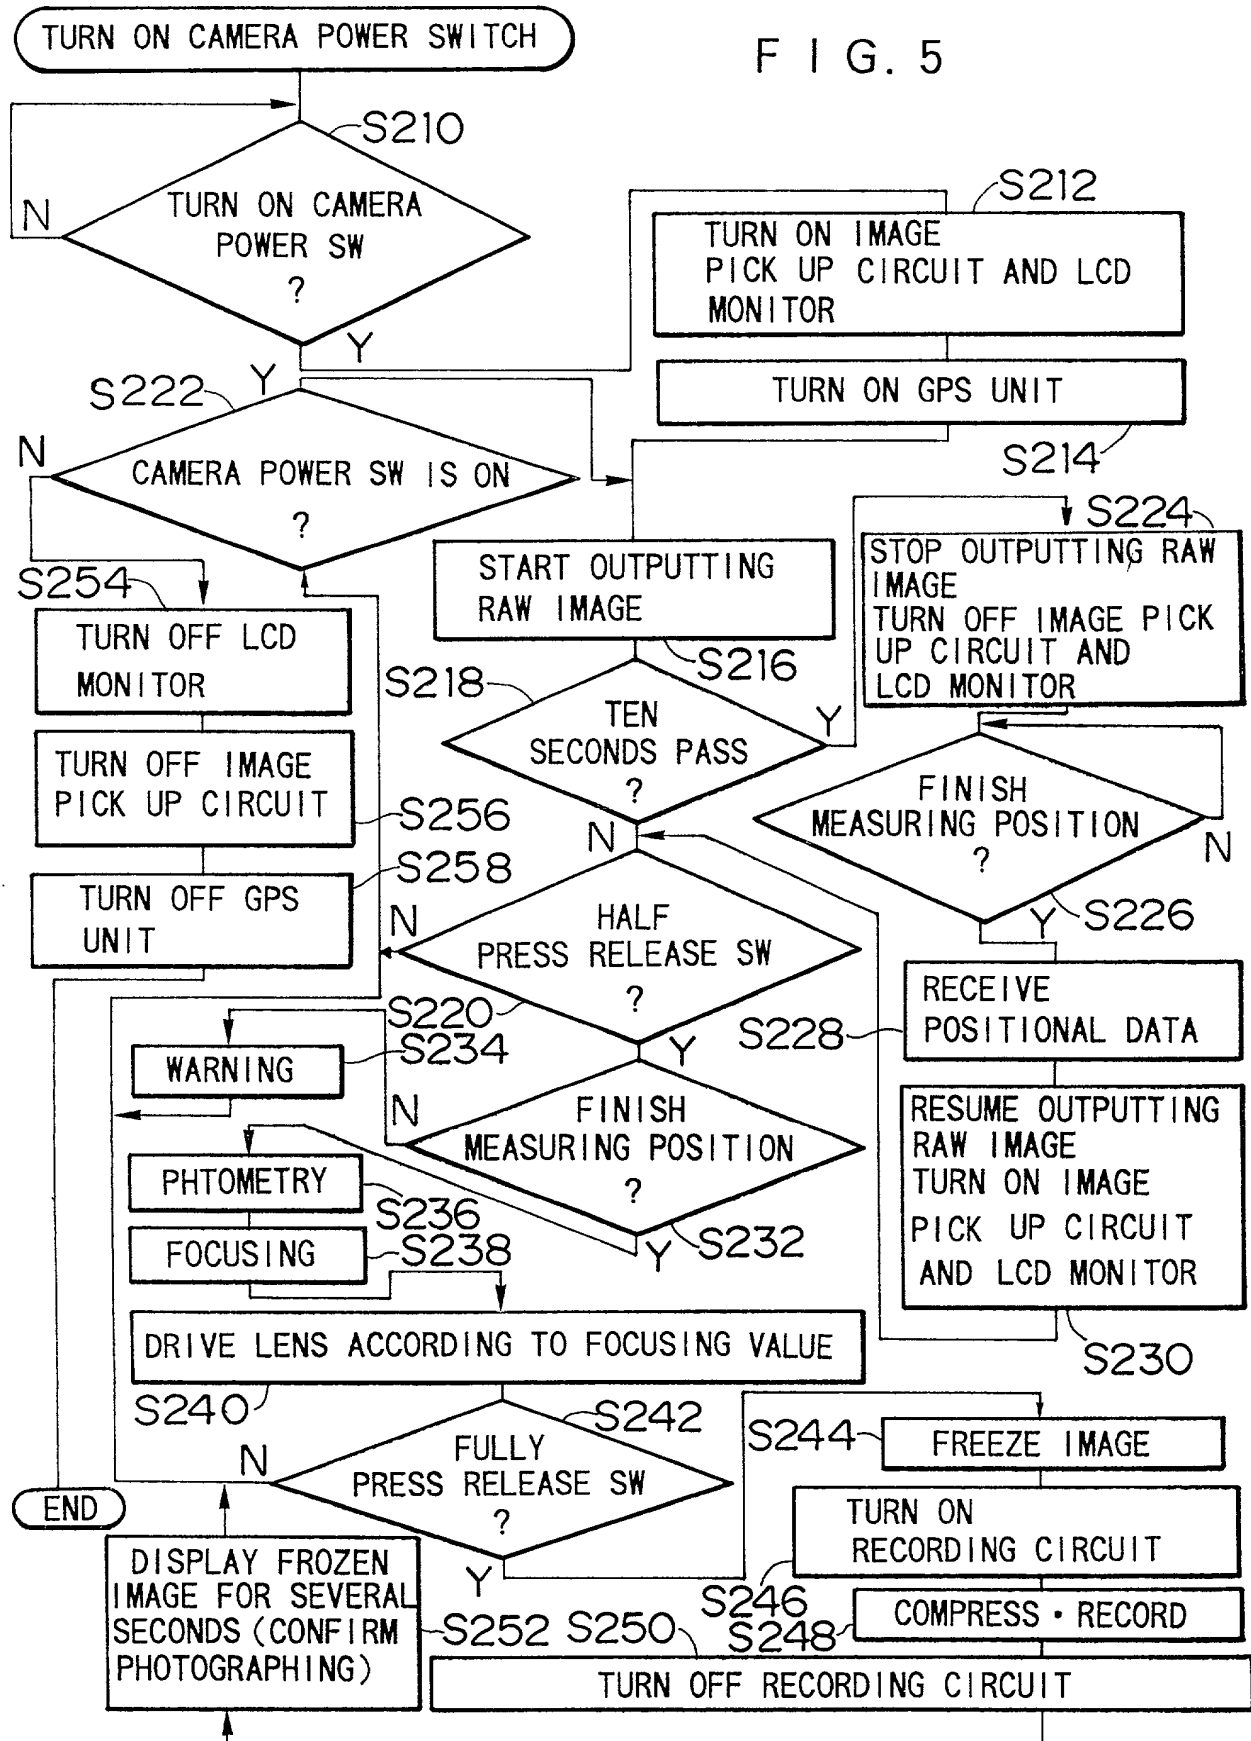 TURN ON CAMERA POWER SWITCH
FIG. 5
S210
N
TURN ON CAMERA
POWER SW
?
Y
S212
TURN ON IMAGE
PICK UP CIRCUIT AND LCD
MONITOR
TURN ON GPS UNIT
S214
S222
Y
N
CAMERA POWER SW IS ON
?
S254
TURN OFF LCD
MONITOR
TURN OFF IMAGE
PICK UP CIRCUIT
S256
S258
TURN OFF GPS
UNIT
START OUTPUTTING
RAW IMAGE
S216
S218
TEN
SECONDS PASS
?
Y
N
S224
STOP OUTPUTTING RAW
IMAGE
TURN OFF IMAGE PICK
UP CIRCUIT AND
LCD MONITOR
FINISH
MEASURING POSITION
?
N
S226
Y
RECEIVE
POSITIONAL DATA
S228
RESUME OUTPUTTING
RAW IMAGE
TURN ON IMAGE
PICK UP CIRCUIT
AND LCD MONITOR
S230
N
HALF
PRESS RELEASE SW
?
S220
Y
S234
WARNING
N
FINISH
MEASURING POSITION
?
S232
Y
PHTOMETRY
S236
FOCUSING
S238
DRIVE LENS ACCORDING TO FOCUSING VALUE
S240
S242
N
FULLY
PRESS RELEASE SW
?
Y
END
S244
FREEZE IMAGE
TURN ON
RECORDING CIRCUIT
S246
COMPRESS・RECORD
S248
S250
TURN OFF RECORDING CIRCUIT
DISPLAY FROZEN
IMAGE FOR SEVERAL
SECONDS (CONFIRM
PHOTOGRAPHING)
S252